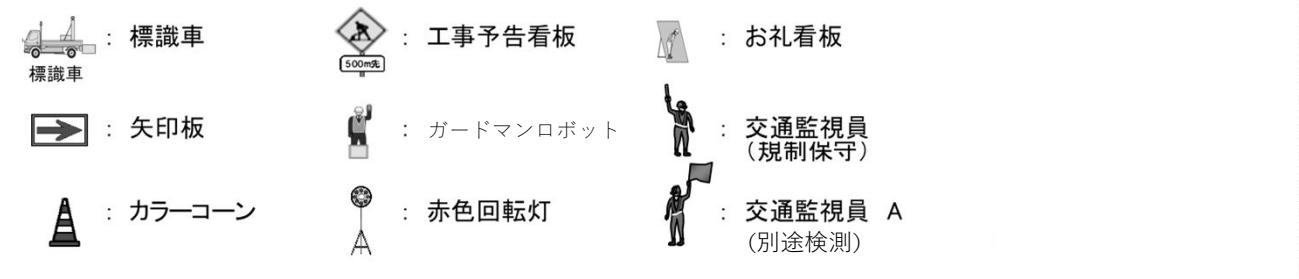 標識車
: 標識車
500m先
: 工事予告看板
: お礼看板
: 矢印板
: ガードマンロボット
: 交通監視員
(規制保守)
: カラーコーン
: 赤色回転灯
: 交通監視員 A
(別途検測)